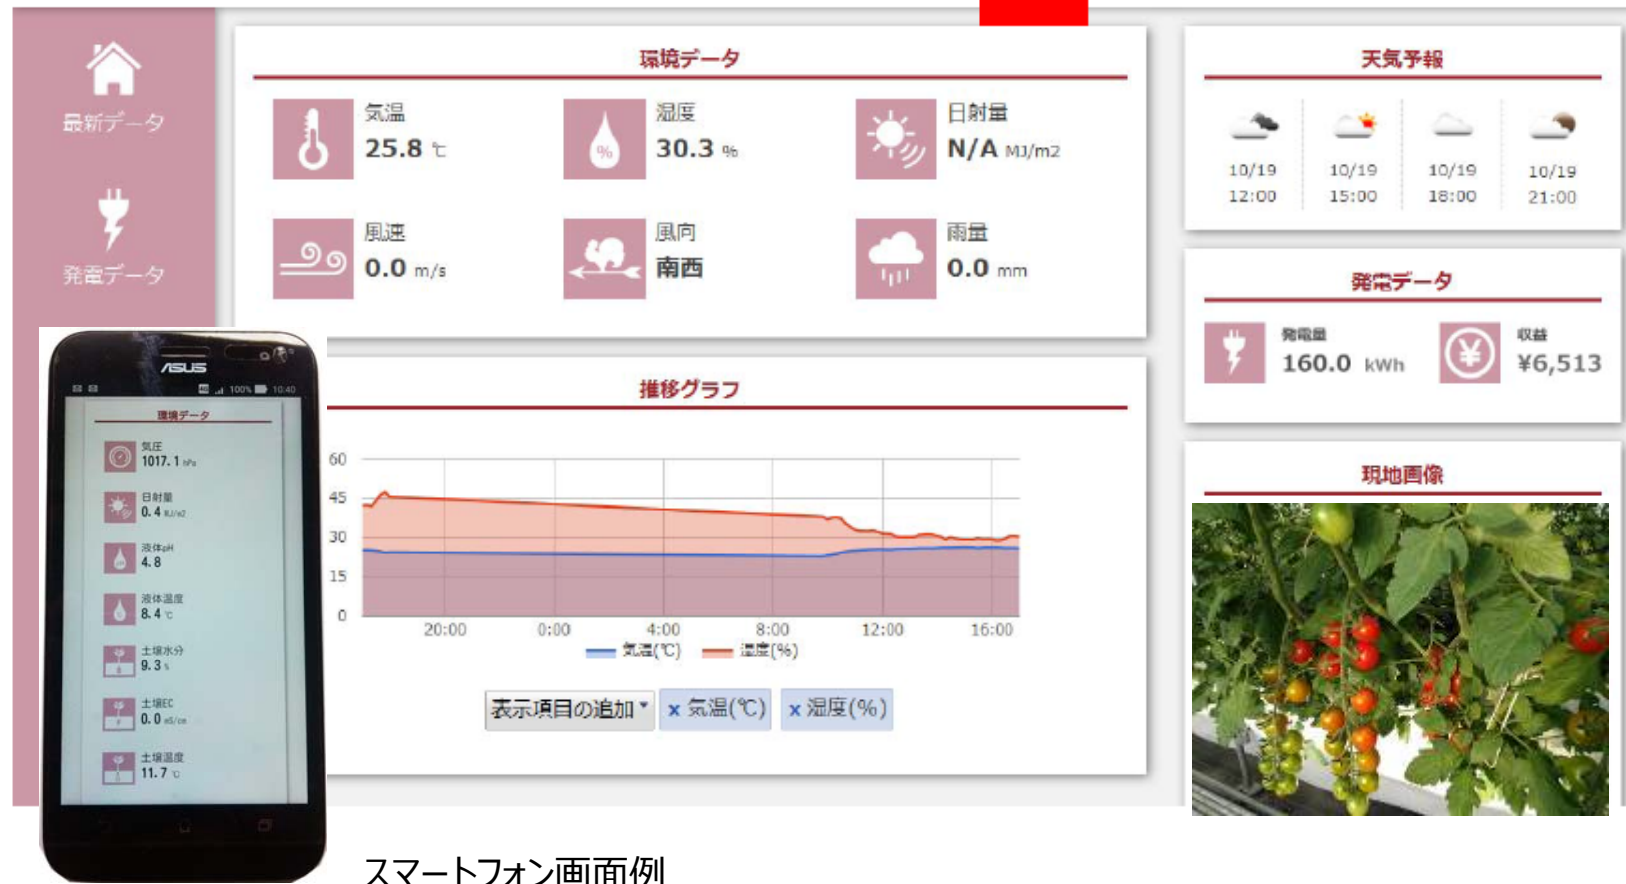 最新データ
発電データ
環境データ
気温
25.8 ℃
湿度
30.3 %
%
日射量
N/A MJ/m2
風速
0.0 m/s
風向
南西
雨量
0.0 mm
天気予報
10/19
12:00
10/19
15:00
10/19
18:00
10/19
21:00
発電データ
発電量
160.0 kWh
収益
¥6,513
¥
推移グラフ
60
45
30
15
0
20:00
0:00
4:00
8:00
12:00
16:00
気温(℃)
湿度(%)
表示項目の追加
x 気温(℃)
x 湿度(%)
現地画像
ASUS
4G
100%
10:40
環境データ
気圧
1017.1 hPa
日射量
0.4 MJ/m2
液体pH
4.8
液体温度
8.4 ℃
土壌水分
9.3 %
土壌EC
0.0 mS/cm
土壌温度
11.7 ℃
スマートフォン画面例